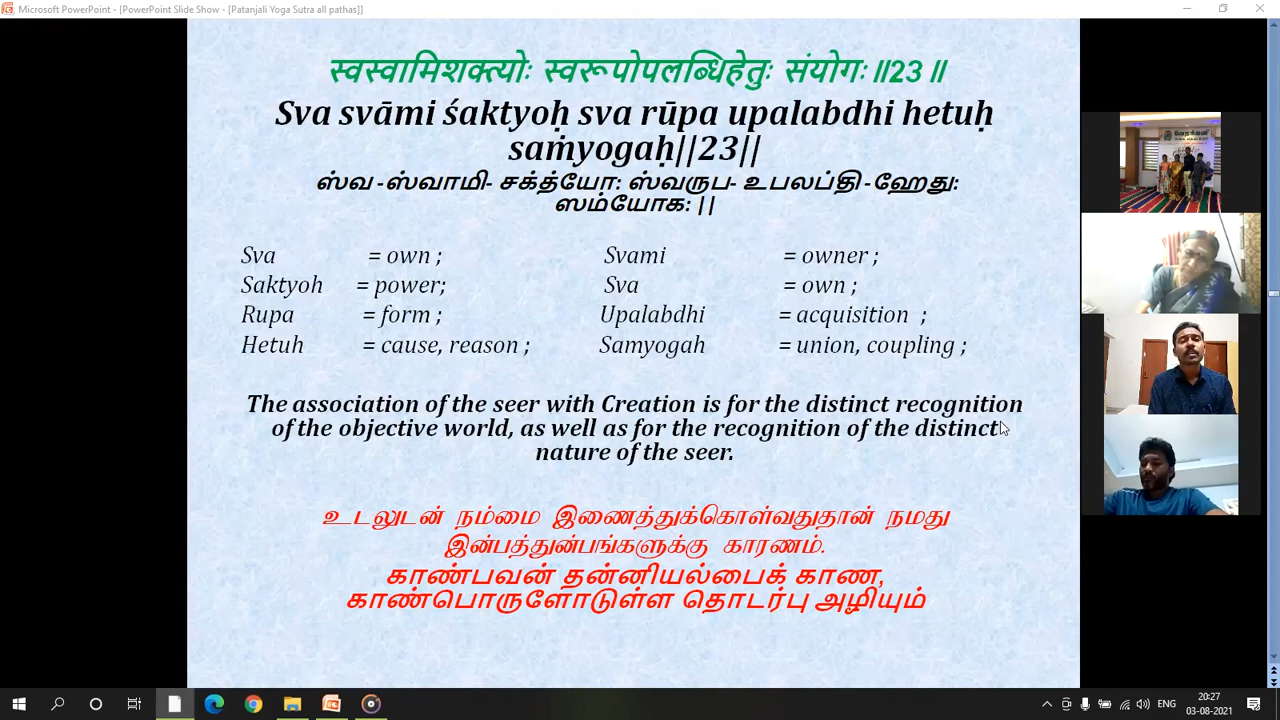 Microsoft PowerPoint - [PowerPoint Slide Show - [Patanjali Yoga Sutra all pathas]]
स्वस्वामिशक्त्योः स्वरूपोपलब्धिहेतुः संयोगः॥23॥
Sva svāmi śaktyoḥ sva rūpa upalabdhi hetuḥ
saṁyogaḥ||23||
ஸ்வ -ஸ்வாமி- சக்த்யோ: ஸ்வருப- உபலப்தி -ஹேது:
ஸம்யோக: ||
Sva = own ; Svami = owner ;
Saktyoh = power; Sva = own ;
Rupa = form ; Upalabdhi = acquisition ;
Hetuh = cause, reason ; Samyogah = union, coupling ;
The association of the seer with Creation is for the distinct recognition
of the objective world, as well as for the recognition of the distinct
nature of the seer.
உடலுடன் நம்மை இணைத்துக்கொள்வதுதான் நமது
இன்பத்துன்பங்களுக்கு காரணம்.
காண்பவன் தன்னியல்பைக் காண,
காண்பொருளோடுள்ள தொடர்பு அழியும்
ENG
20:27
03-08-2021